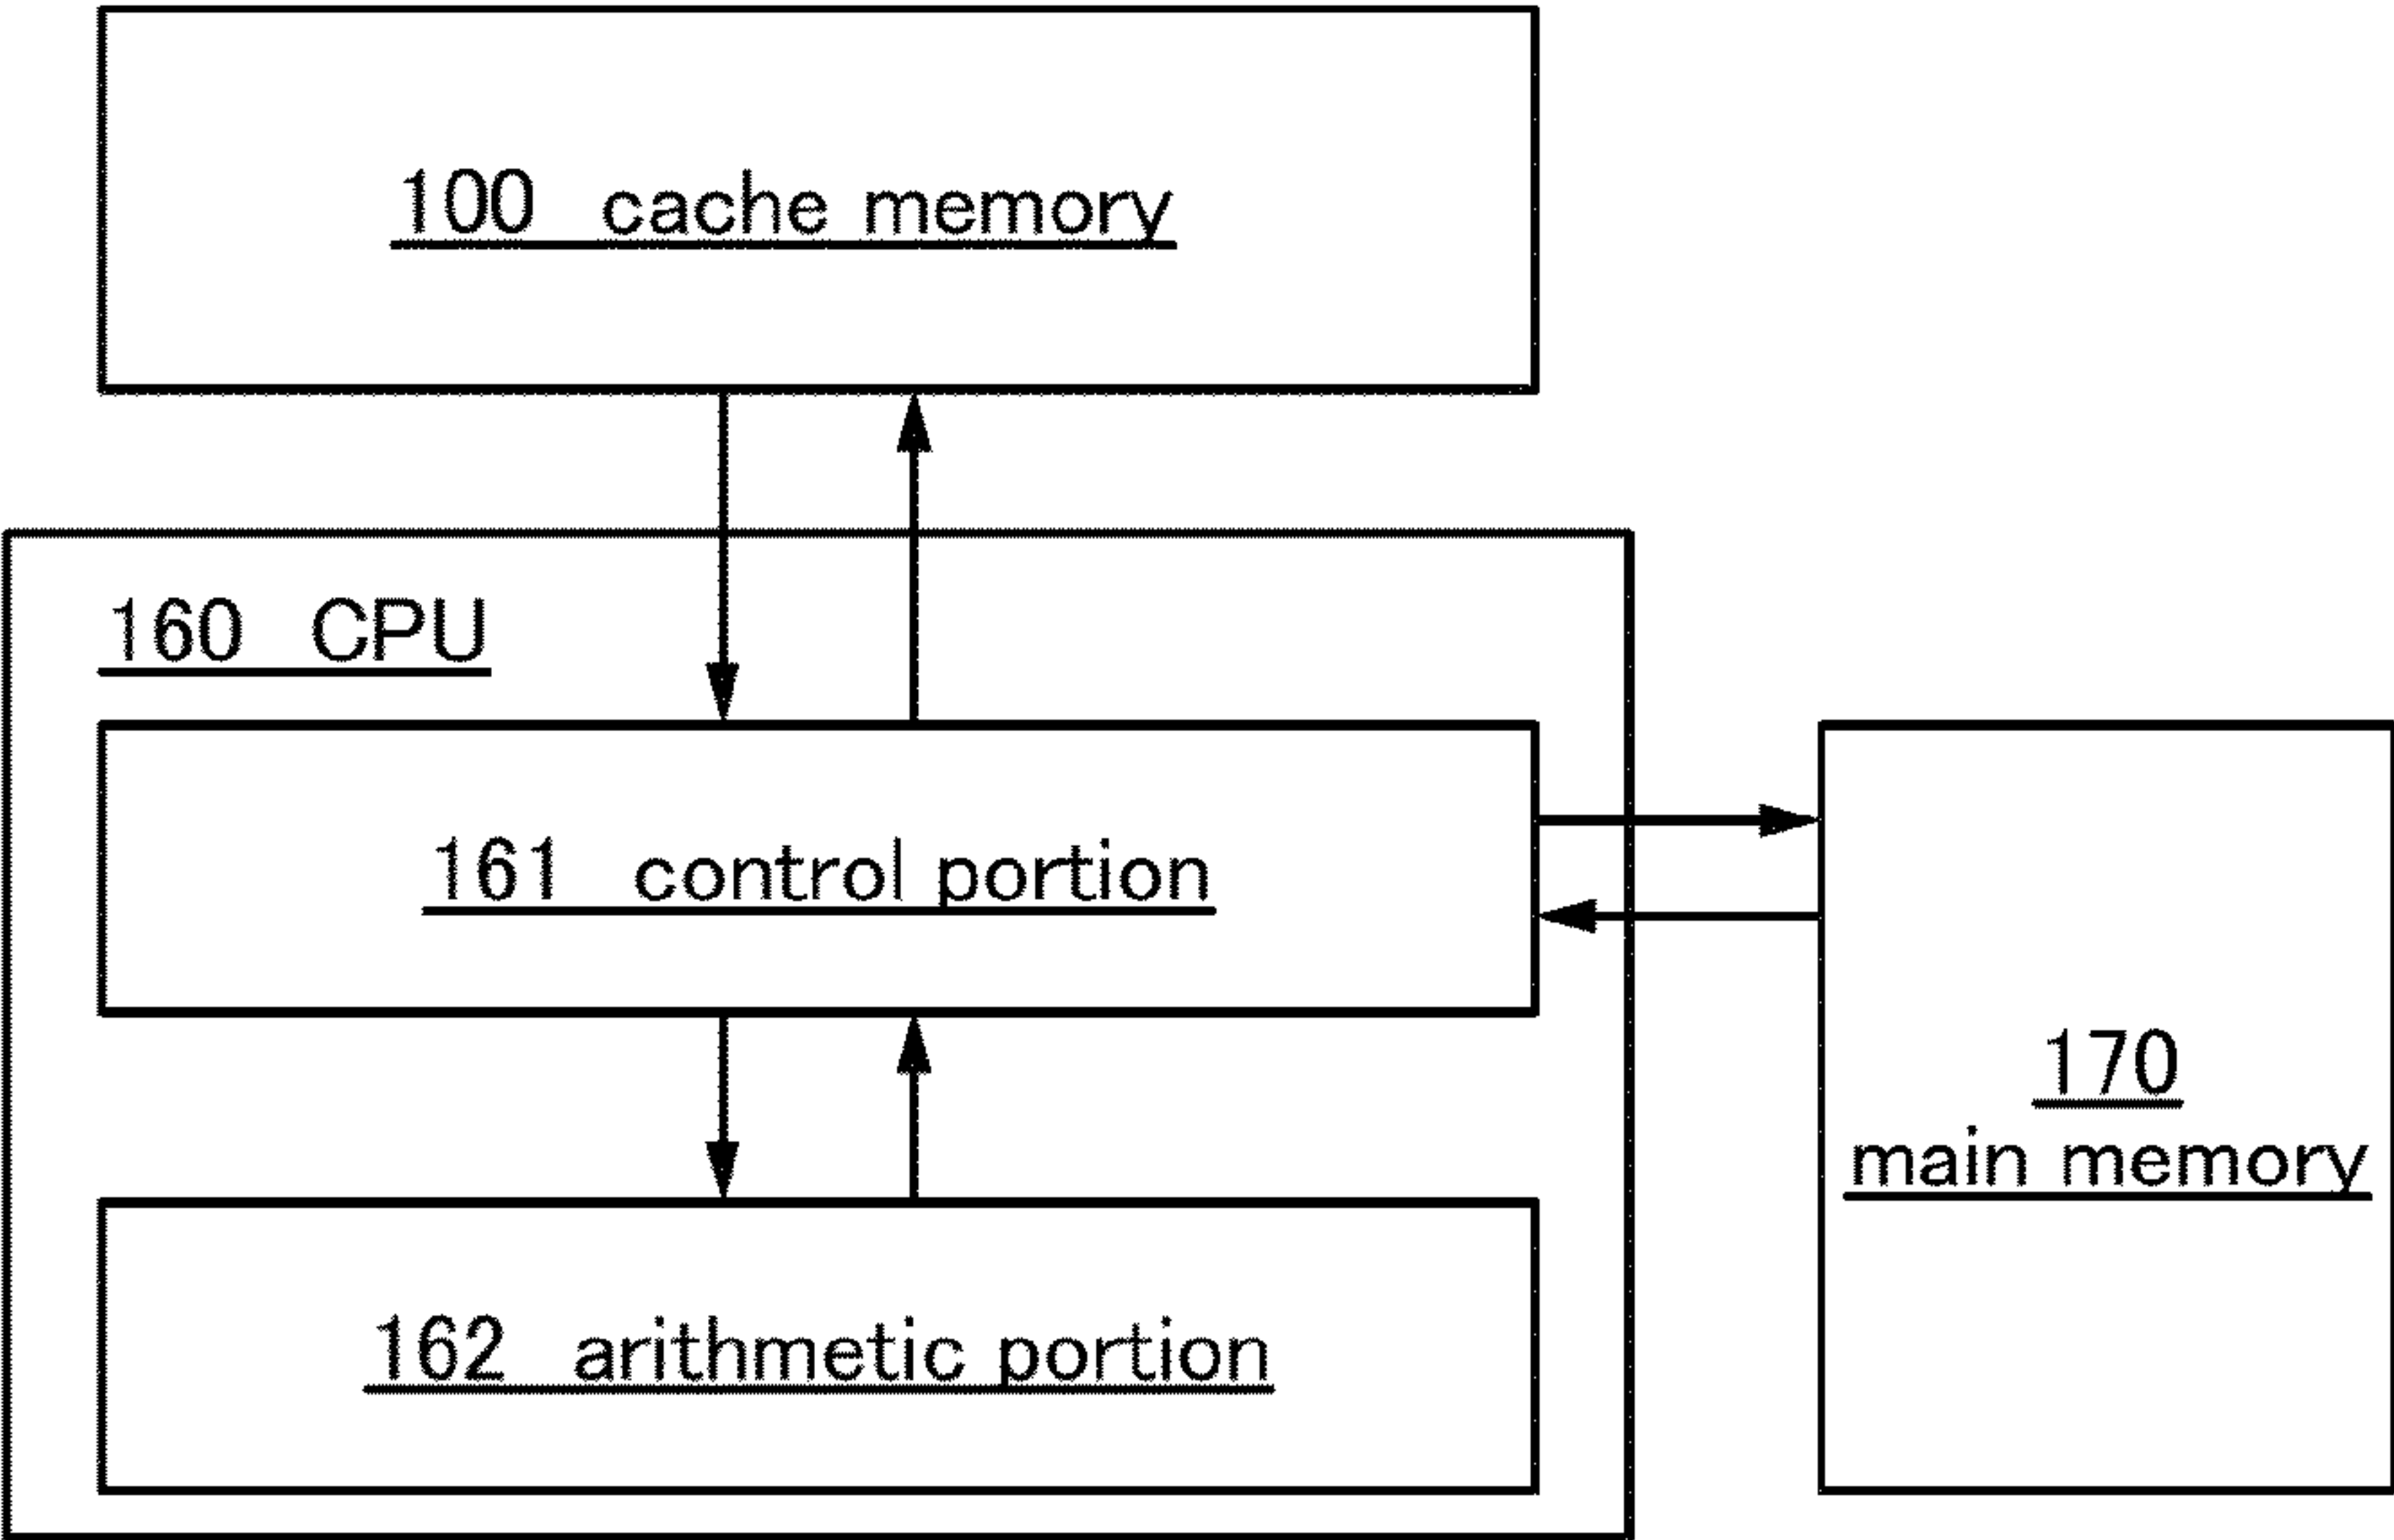 100 cache memory
160 CPU
161 control portion
170
main memory
162 arithmetic portion